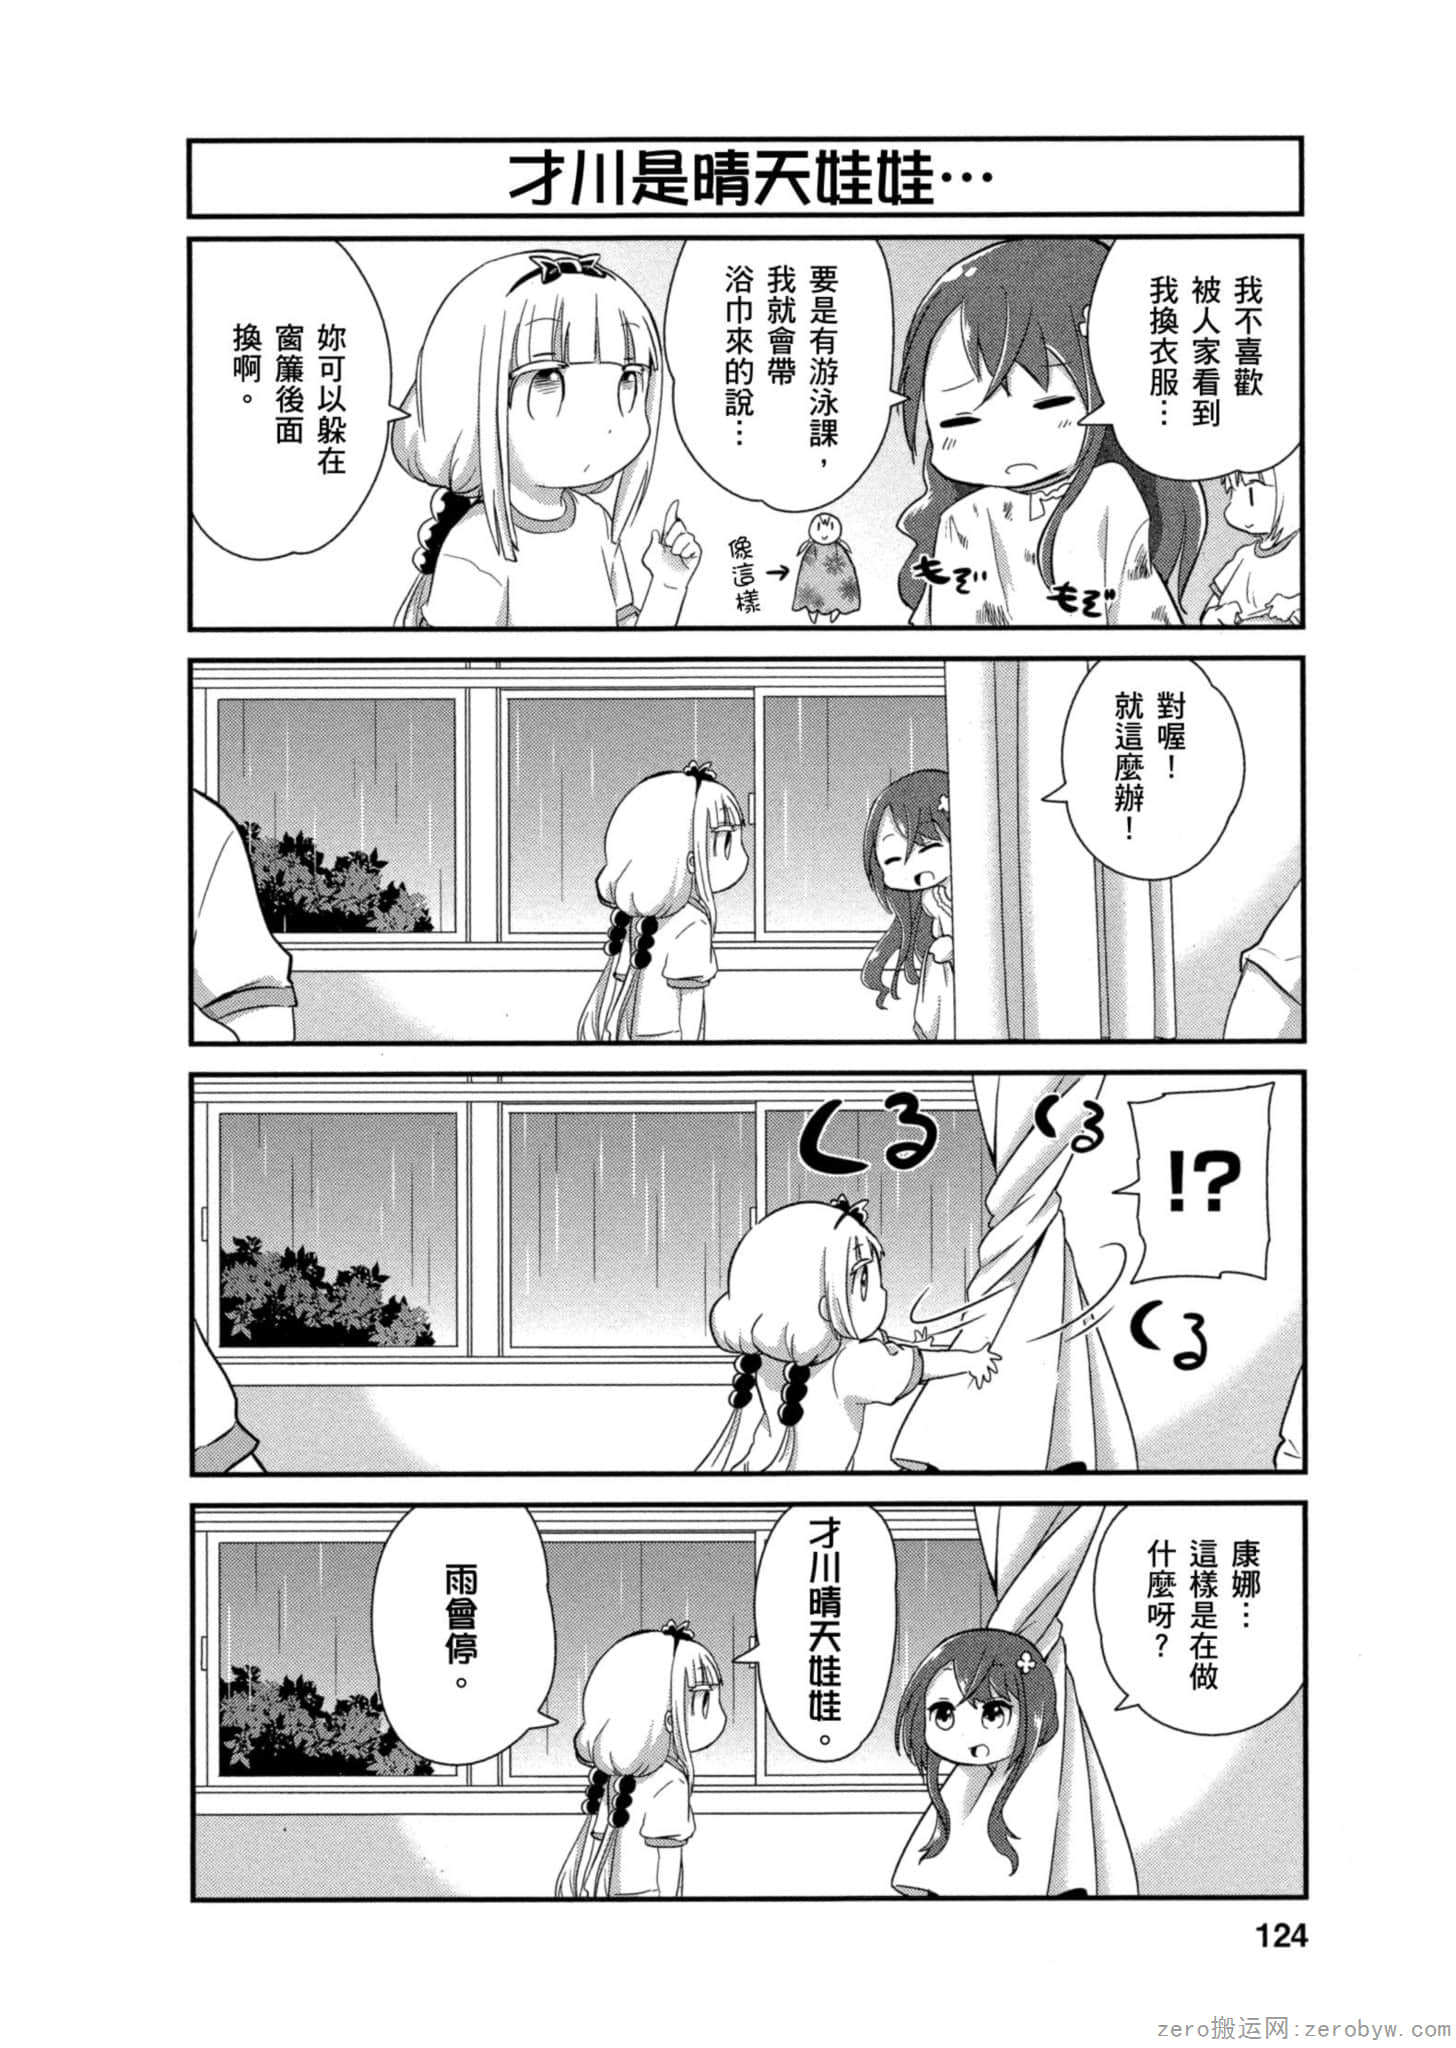 才川是晴天娃娃…
我不喜歡
被人家看到
我換衣服…
要是有游泳課，
我就會帶
浴巾來的說…
像這樣
もぞ
もぞ
妳可以躲在
窗簾後面
換啊。
對喔！
就這麼辦！
!?
くる
くる
くる
康娜…
這樣是在做
什麼呀？
才川晴天娃娃。
雨會停。
124
zero搬运网:zerobyw.com